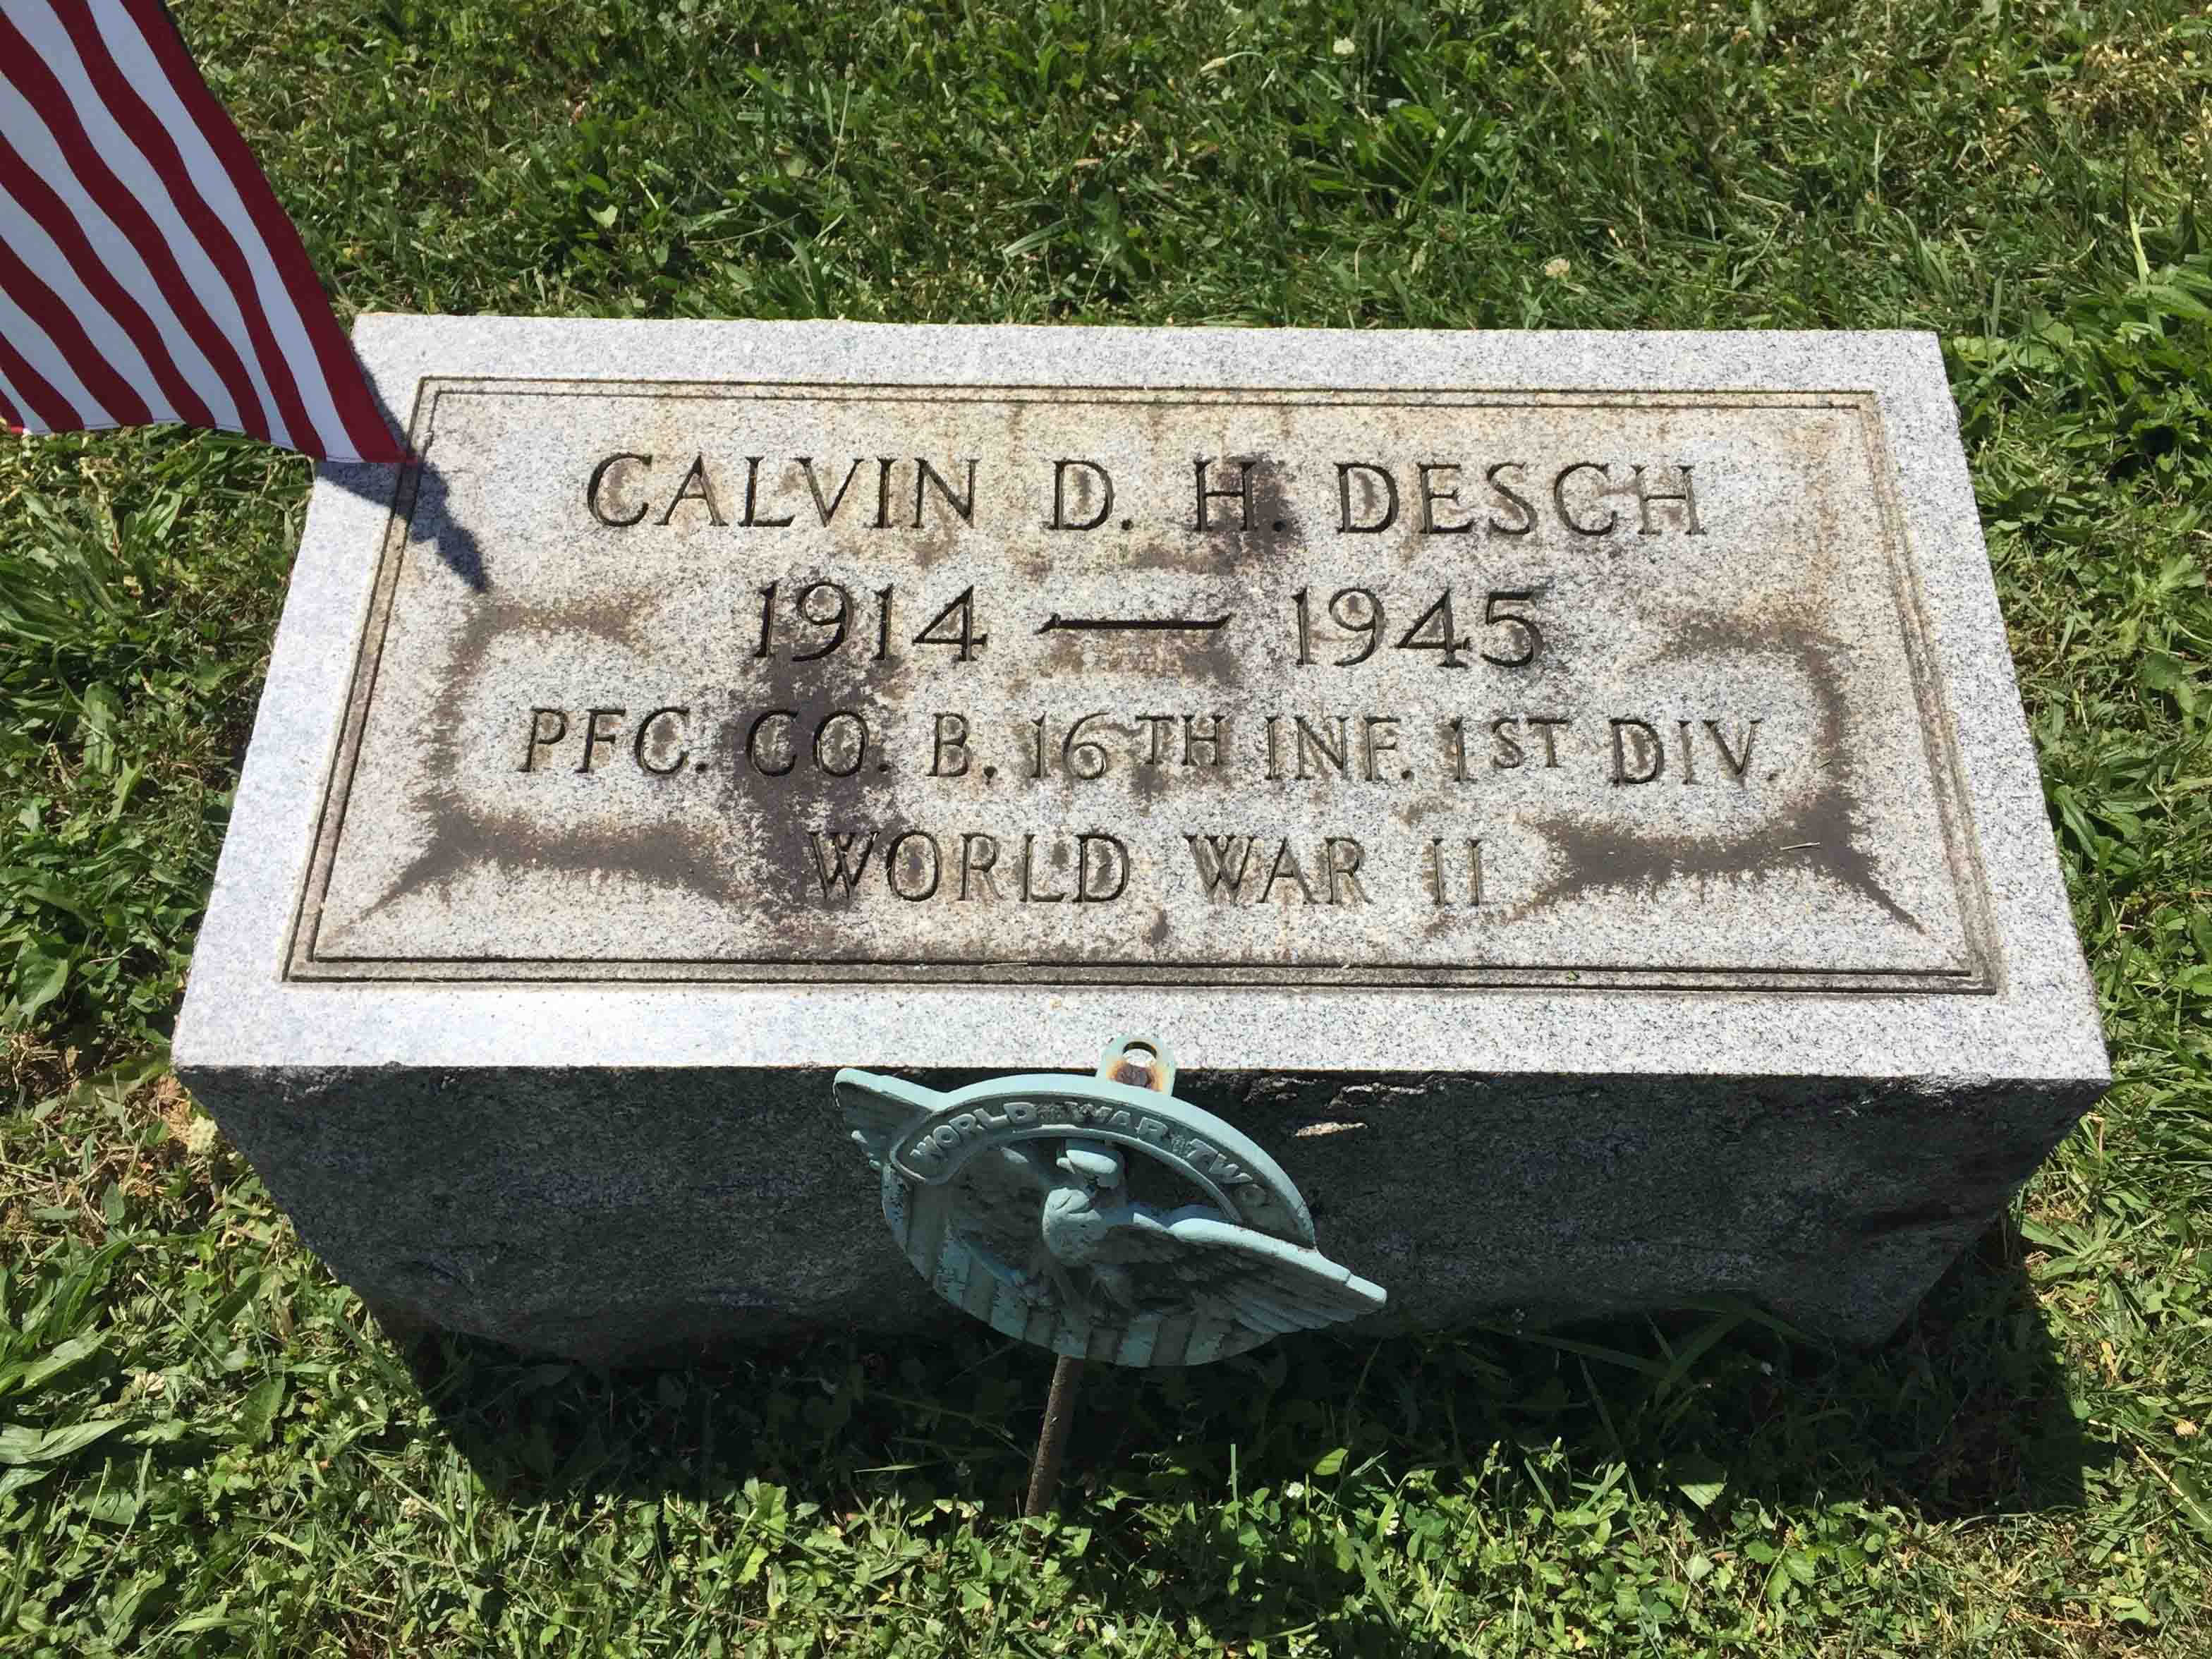 CALVIN D. H. DESCH
1914 — 1945
PFC. CO. B. 16TH INF. 1ST DIV.
WORLD WAR II
WORLD WAR TWO